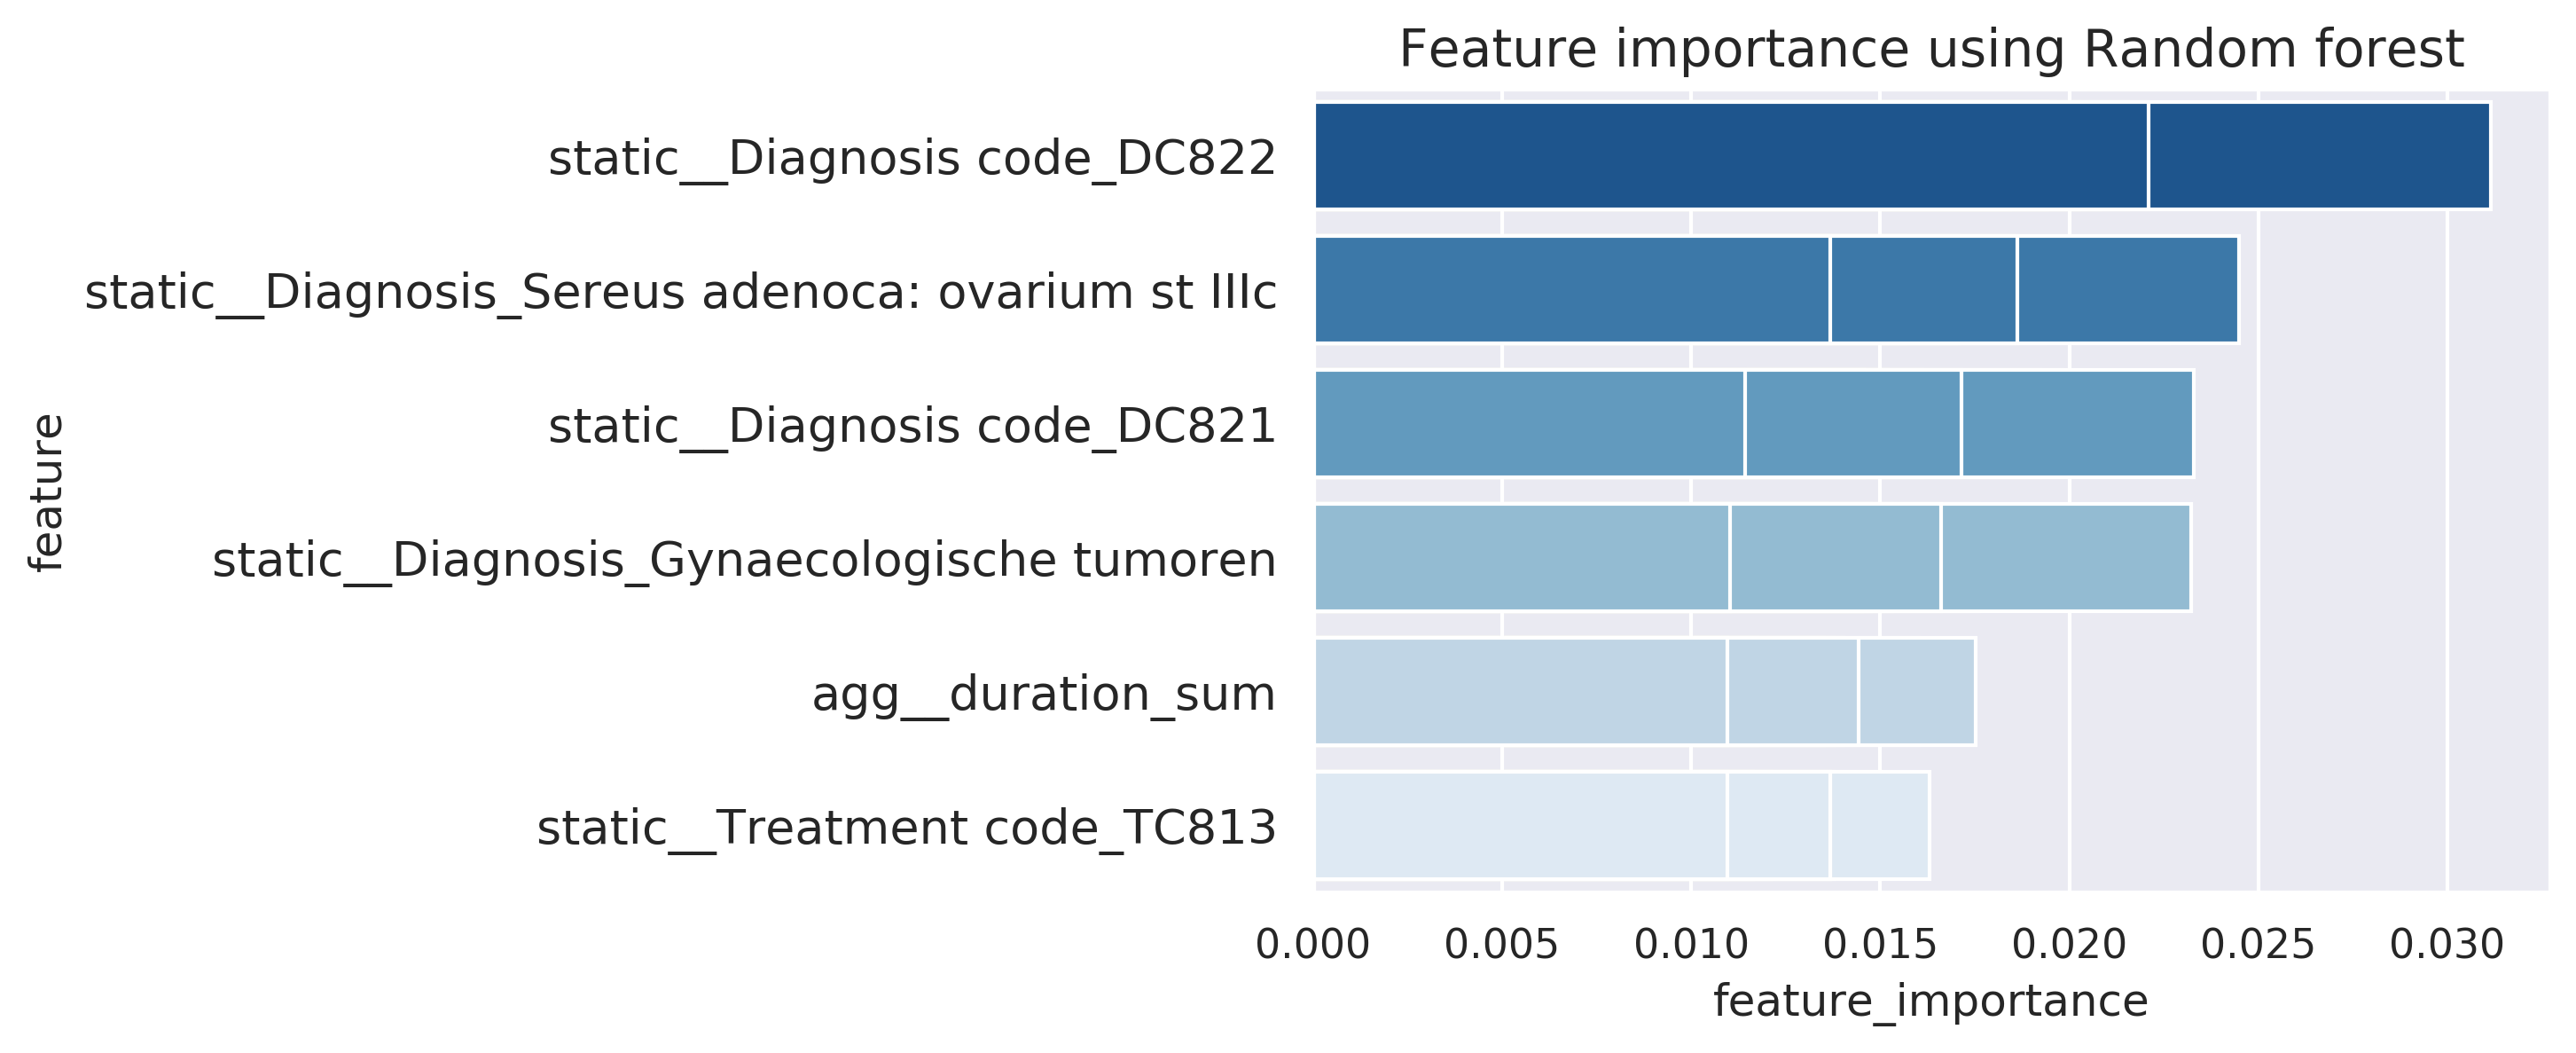 Feature importance using Random forest
static__Diagnosis code_DC822
static__Diagnosis_Sereus adenoca: ovarium st IIIc
static__Diagnosis code_DC821
static__Diagnosis_Gynaecologische tumoren
agg__duration_sum
static__Treatment code_TC813
feature
0.000 0.005 0.010 0.015 0.020 0.025 0.030
feature_importance